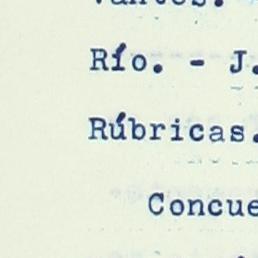 Río. - J.
Rúbricas.
Concue